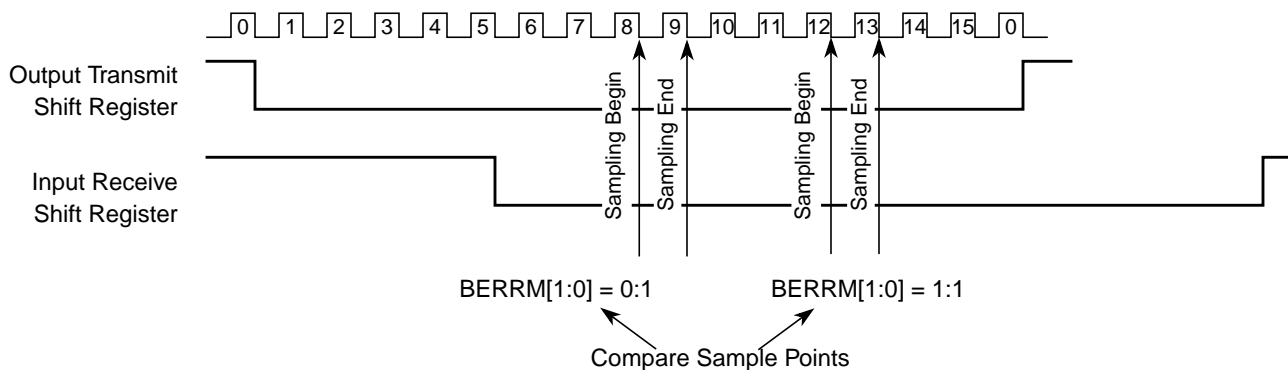 0 1 2 3 4 5 6 7 8 9 10 11 12 13 14 15 0
Output Transmit
Shift Register
Input Receive
Shift Register
Sampling Begin
Sampling End
Sampling Begin
Sampling End
BERRM[1:0] = 0:1
BERRM[1:0] = 1:1
Compare Sample Points